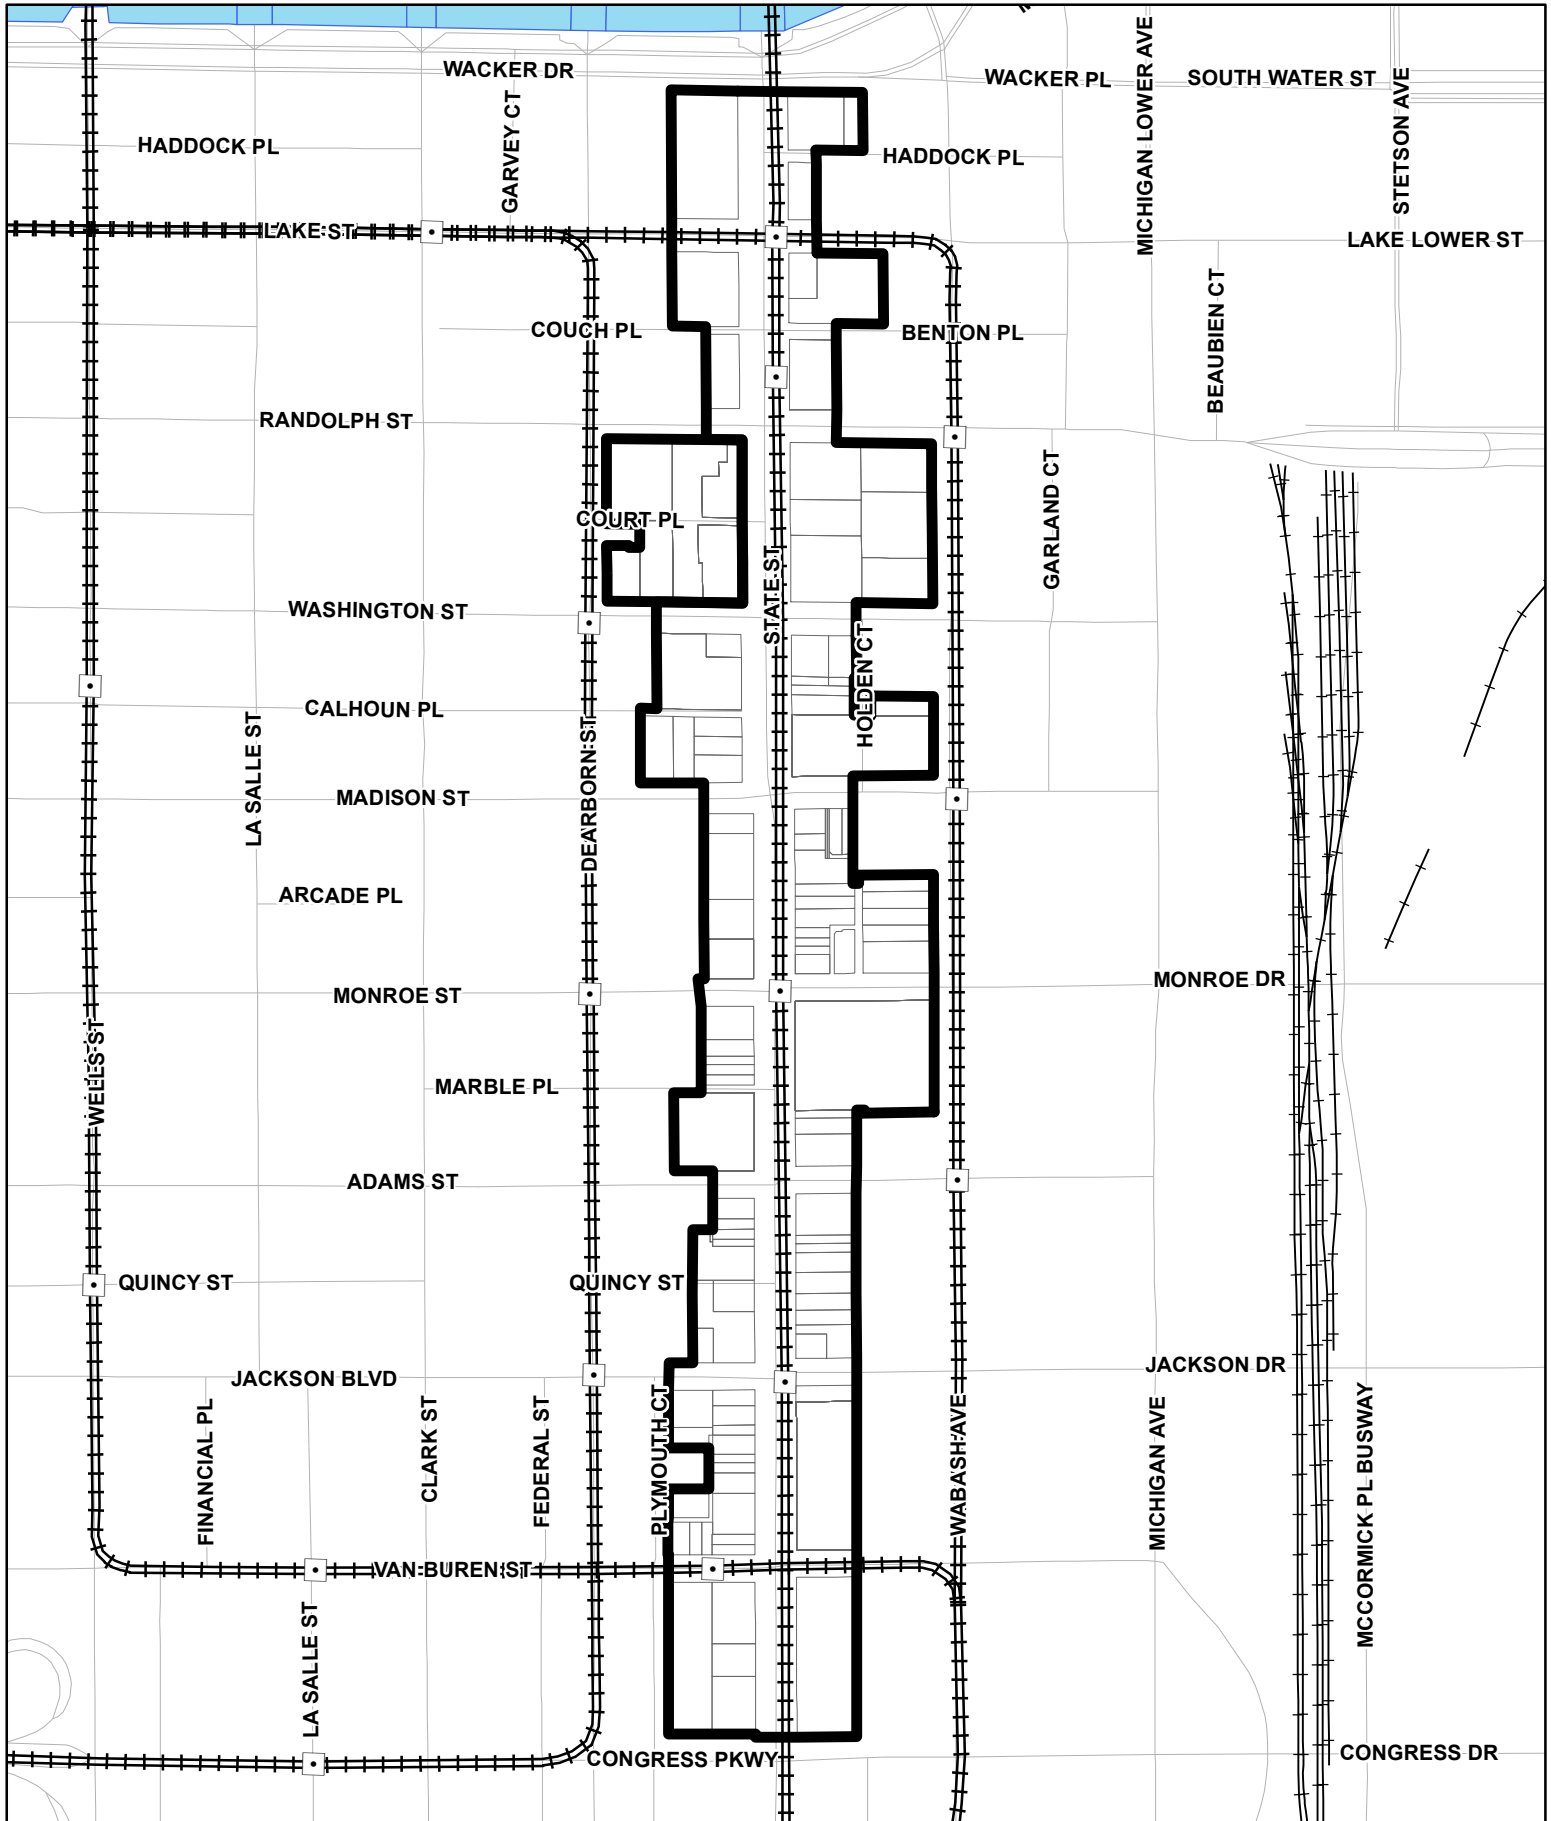 WACKER DR
WACKER PL
SOUTH WATER ST
MICHIGAN LOWER AVE
STETSON AVE
GARVEY CT
HADDOCK PL
HADDOCK PL
LAKE ST
LAKE LOWER ST
BEAUBIEN CT
COUCH PL
BENTON PL
RANDOLPH ST
GARLAND CT
COURT PL
STATE ST
WASHINGTON ST
HOLDEN CT
CALHOUN PL
LA SALLE ST
DEARBORN ST
MADISON ST
ARCADE PL
MONROE ST
MONROE DR
WELLS ST
MARBLE PL
ADAMS ST
QUINCY ST
QUINCY ST
JACKSON BLVD
JACKSON DR
FINANCIAL PL
CLARK ST
FEDERAL ST
PLYMOUTH CT
WABASH AVE
MICHIGAN AVE
MCCORMICK PL BUSWAY
VAN BUREN ST
LA SALLE ST
CONGRESS PKWY
CONGRESS DR